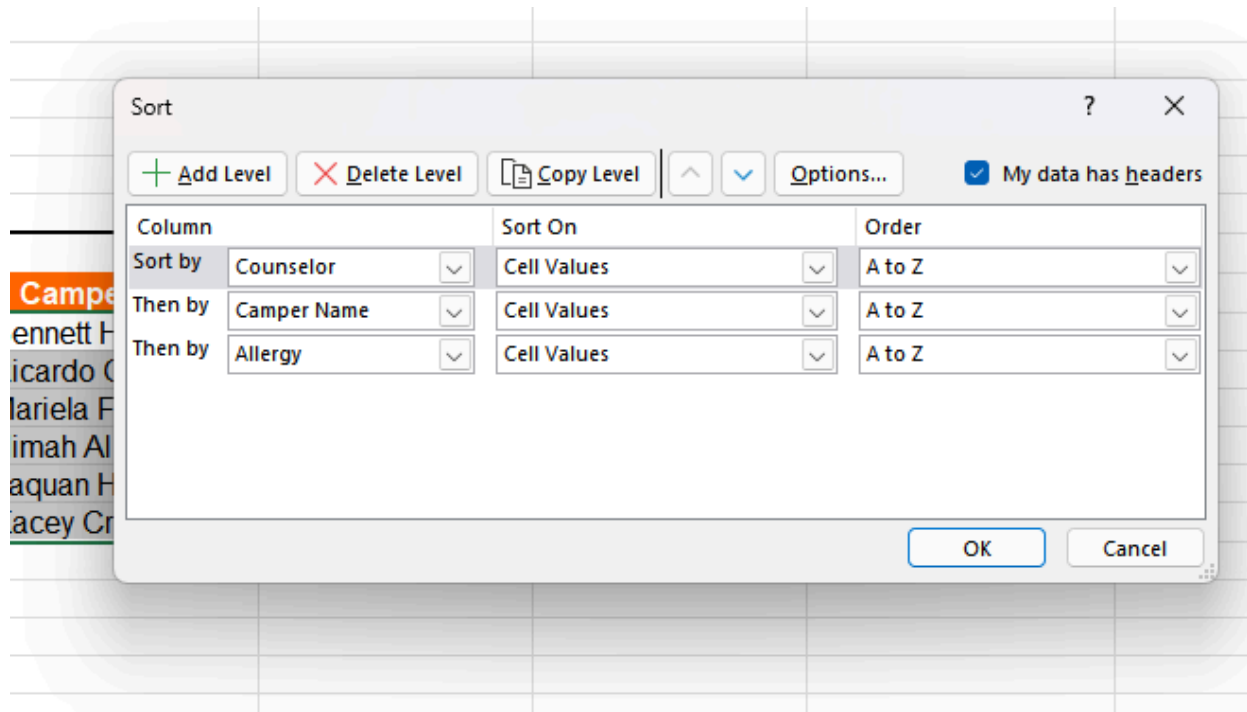 Sort ?
Add Level Delete Level Copy Level Options... My data has headers
Column Sort On Order
Sort by Counselor Cell Values A to Z
Then by Camper Name Cell Values A to Z
Then by Allergy Cell Values A to Z
OK Cancel